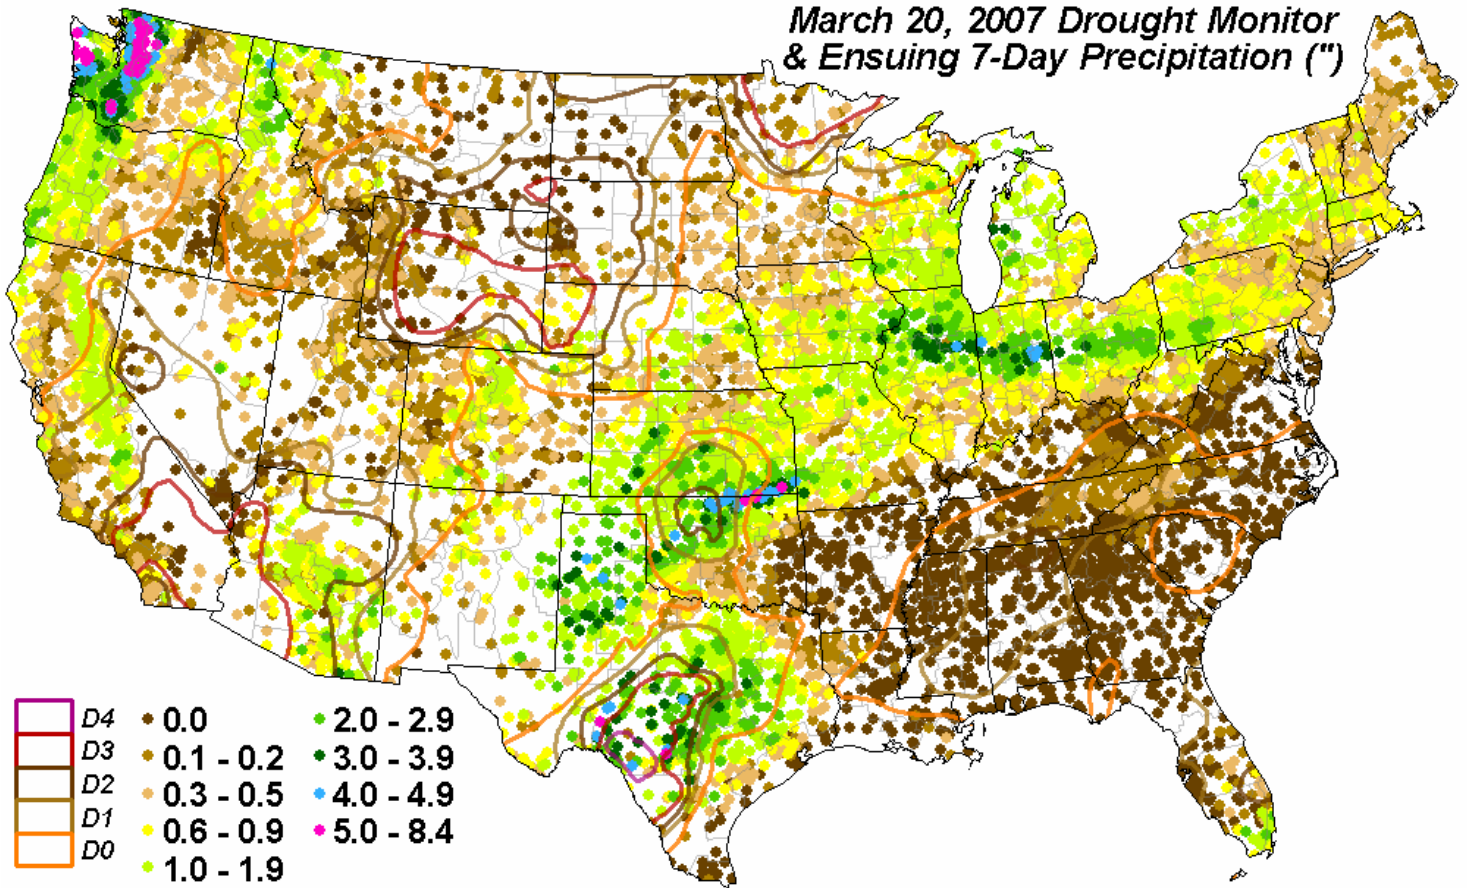 March 20, 2007 Drought Monitor
& Ensuing 7-Day Precipitation (")
D4
D3
D2
D1
D0
0.0
0.1 - 0.2
0.3 - 0.5
0.6 - 0.9
1.0 - 1.9
2.0 - 2.9
3.0 - 3.9
4.0 - 4.9
5.0 - 8.4